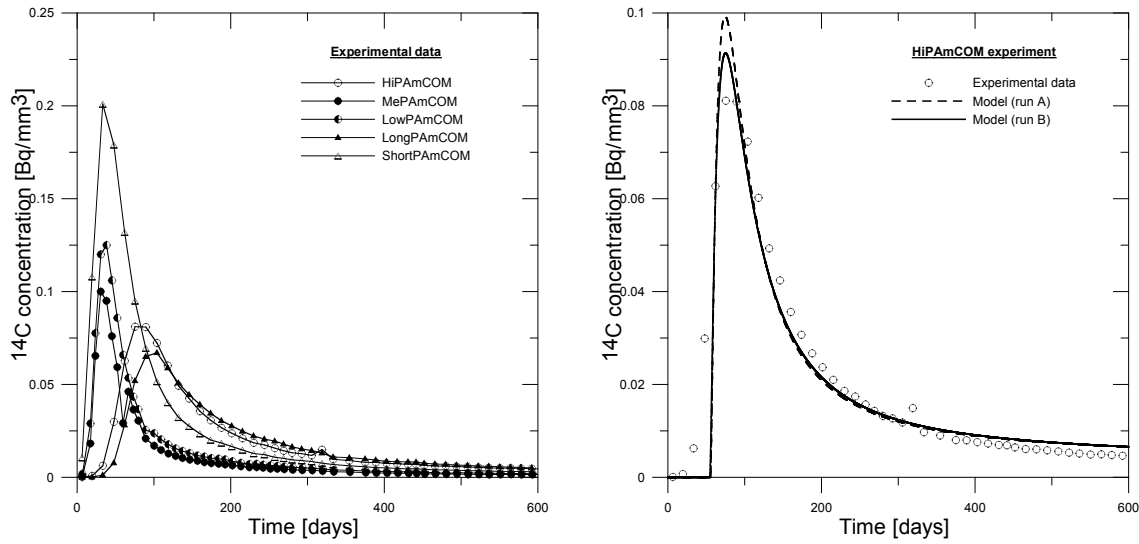 0.25
0.2
0.15
0.1
0.05
0
14C concentration [Bq/mm3]
0 200 400 600
Time [days]
Experimental data
HiPAmCOM
MePAmCOM
LowPAmCOM
LongPAmCOM
ShortPAmCOM
0.1
0.08
0.06
0.04
0.02
0
14C concentration [Bq/mm3]
0 200 400 600
Time [days]
HiPAmCOM experiment
Experimental data
Model (run A)
Model (run B)